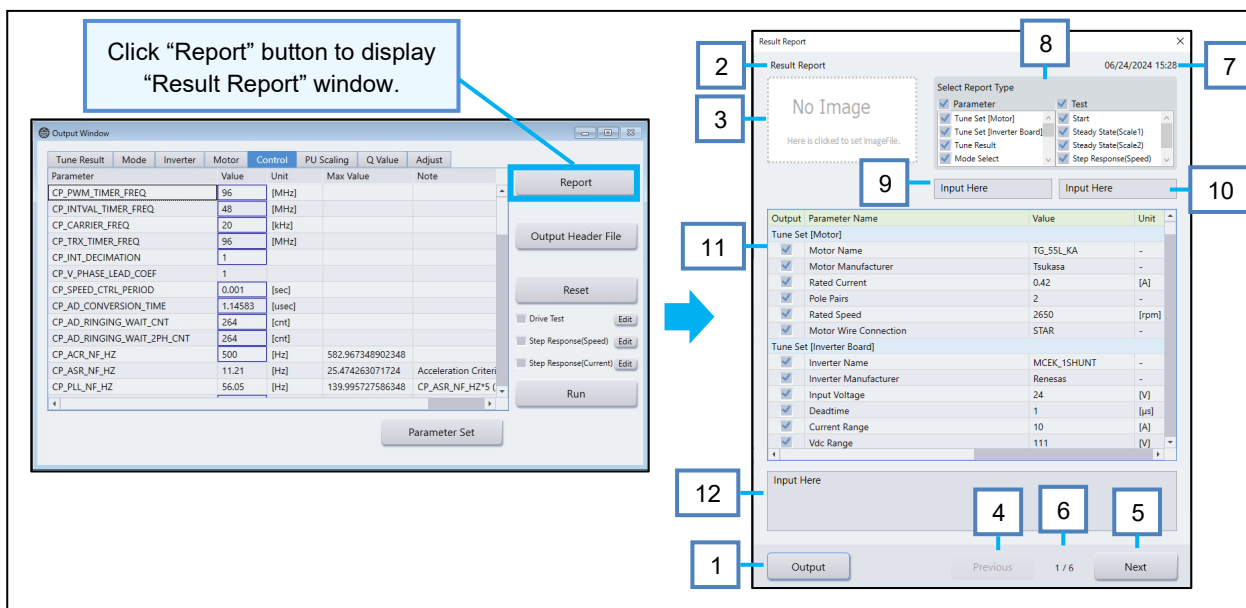 Click “Report” button to display
“Result Report” window.
Output Window
Tune Result Mode Inverter Motor Control PU Scaling Q Value Adjust
Parameter Value Unit Max Value Note
CP_PWM_TIMER_FREQ 96 [MHz]
CP_INTVAL_TIMER_FREQ 48 [MHz]
CP_CARRIER_FREQ 20 [kHz]
CP_TRX_TIMER_FREQ 96 [MHz]
CP_INT_DECIMATION 1
CP_V_PHASE_LEAD_COEF 1
CP_SPEED_CTRL_PERIOD 0.001 [sec]
CP_AD_CONVERSION_TIME 1.14583 [usec]
CP_AD_RINGING_WAIT_CNT 264 [cnt]
CP_AD_RINGING_WAIT_2PH_CNT 264 [cnt]
CP_ACR_NF_HZ 500 [Hz] 582.967348902348
CP_ASR_NF_HZ 11.21 [Hz] 25.474263071724 Acceleration Criteri
CP_PLL_NF_HZ 56.05 [Hz] 139.995727586348 CP_ASR_NF_HZ*5 (
Report
Output Header File
Reset
Drive Test Edit
Step Response(Speed) Edit
Step Response(Current) Edit
Run
Parameter Set
Result Report
8
2 Result Report 06/24/2024 15:28 7
3
No Image
Here is clicked to set ImageFile.
Select Report Type
Parameter Test
Tune Set [Motor] Start
Tune Set [Inverter Board] Steady State(Scale1)
Tune Result Steady State(Scale2)
Mode Select Step Response(Speed)
9 Input Here Input Here 10
11
Output Parameter Name Value Unit
Tune Set [Motor]
Motor Name TG_55L_KA -
Motor Manufacturer Tsukasa -
Rated Current 0.42 [A]
Pole Pairs 2 -
Rated Speed 2650 [rpm]
Motor Wire Connection STAR -
Tune Set [Inverter Board]
Inverter Name MCEK_1SHUNT -
Inverter Manufacturer Renesas -
Input Voltage 24 [V]
Deadtime 1 [µs]
Current Range 10 [A]
Vdc Range 111 [V]
12 Input Here
4 6 5
1 Output Previous 1 / 6 Next